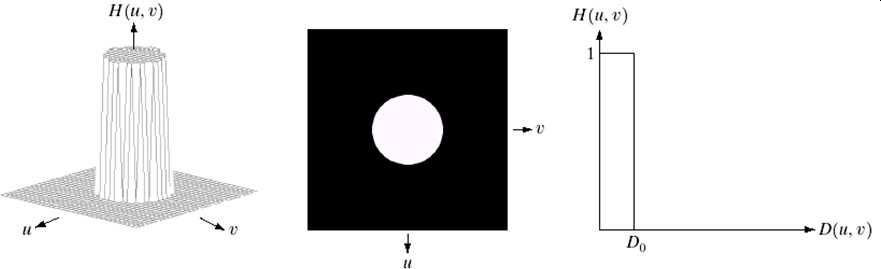 H(u, v)
u
v
v
u
H(u, v)
1
D₀
D(u, v)